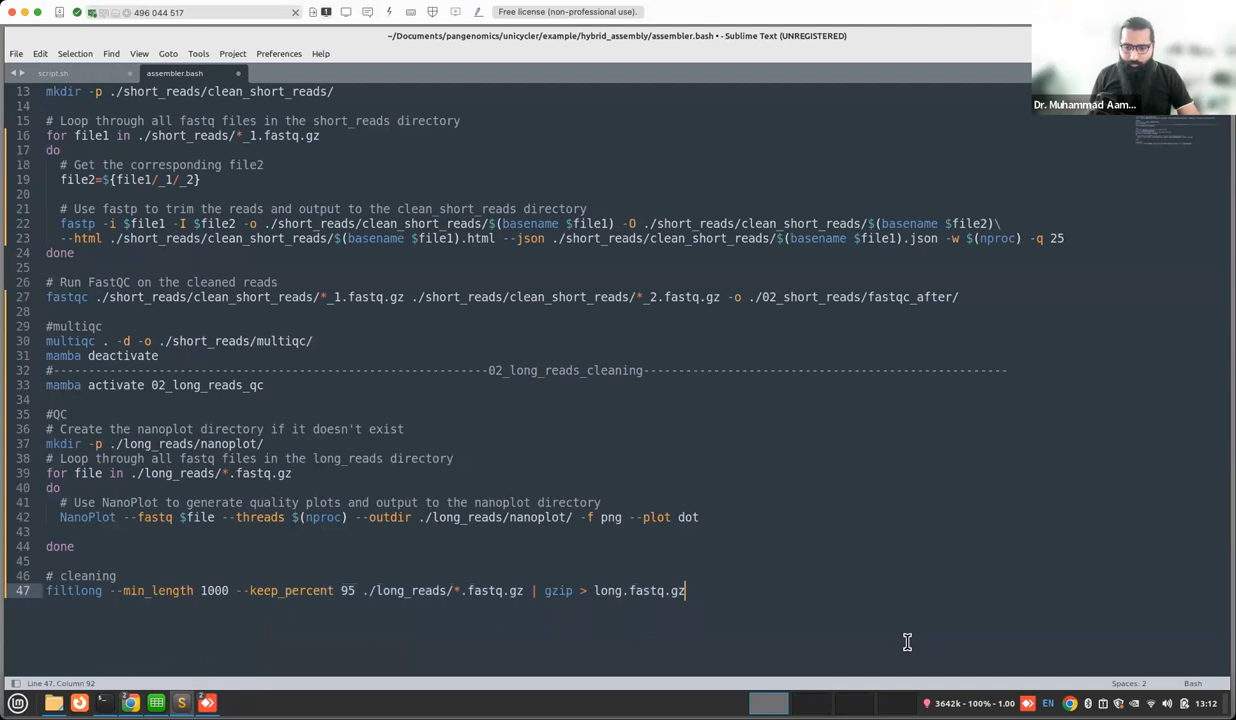 496 044 517
Free license (non-professional use).
~/Documents/pangenomics/unicycler/example/hybrid_assembly/assembler.bash • - Sublime Text (UNREGISTERED)
File Edit Selection Find View Goto Tools Project Preferences Help
script.sh assembler.bash
Dr. Muhammad Aam...
13 mkdir -p ./short_reads/clean_short_reads/
14
15 # Loop through all fastq files in the short_reads directory
16 for file1 in ./short_reads/*_1.fastq.gz
17 do
18 # Get the corresponding file2
19 file2=${file1/_1/_2}
20
21 # Use fastp to trim the reads and output to the clean_short_reads directory
22 fastp -i $file1 -I $file2 -o ./short_reads/clean_short_reads/$(basename $file1) -O ./short_reads/clean_short_reads/$(basename $file2)\
23 --html ./short_reads/clean_short_reads/$(basename $file1).html --json ./short_reads/clean_short_reads/$(basename $file1).json -w $(nproc) -q 25
24 done
25
26 # Run FastQC on the cleaned reads
27 fastqc ./short_reads/clean_short_reads/*_1.fastq.gz ./short_reads/clean_short_reads/*_2.fastq.gz -o ./02_short_reads/fastqc_after/
28
29 #multiqc
30 multiqc . -d -o ./short_reads/multiqc/
31 mamba deactivate
32 #---------------------------------------------------------------02_long_reads_cleaning----------------------------------------------------
33 mamba activate 02_long_reads_qc
34
35 #QC
36 # Create the nanoplot directory if it doesn't exist
37 mkdir -p ./long_reads/nanoplot/
38 # Loop through all fastq files in the long_reads directory
39 for file in ./long_reads/*.fastq.gz
40 do
41 # Use NanoPlot to generate quality plots and output to the nanoplot directory
42 NanoPlot --fastq $file --threads $(nproc) --outdir ./long_reads/nanoplot/ -f png --plot dot
43
44 done
45
46 # cleaning
47 filtlong --min_length 1000 --keep_percent 95 ./long_reads/*.fastq.gz | gzip > long.fastq.gz
Line 47, Column 92 Spaces: 2 Bash
2 2 2 3642k - 100% - 1.00 EN 13:12